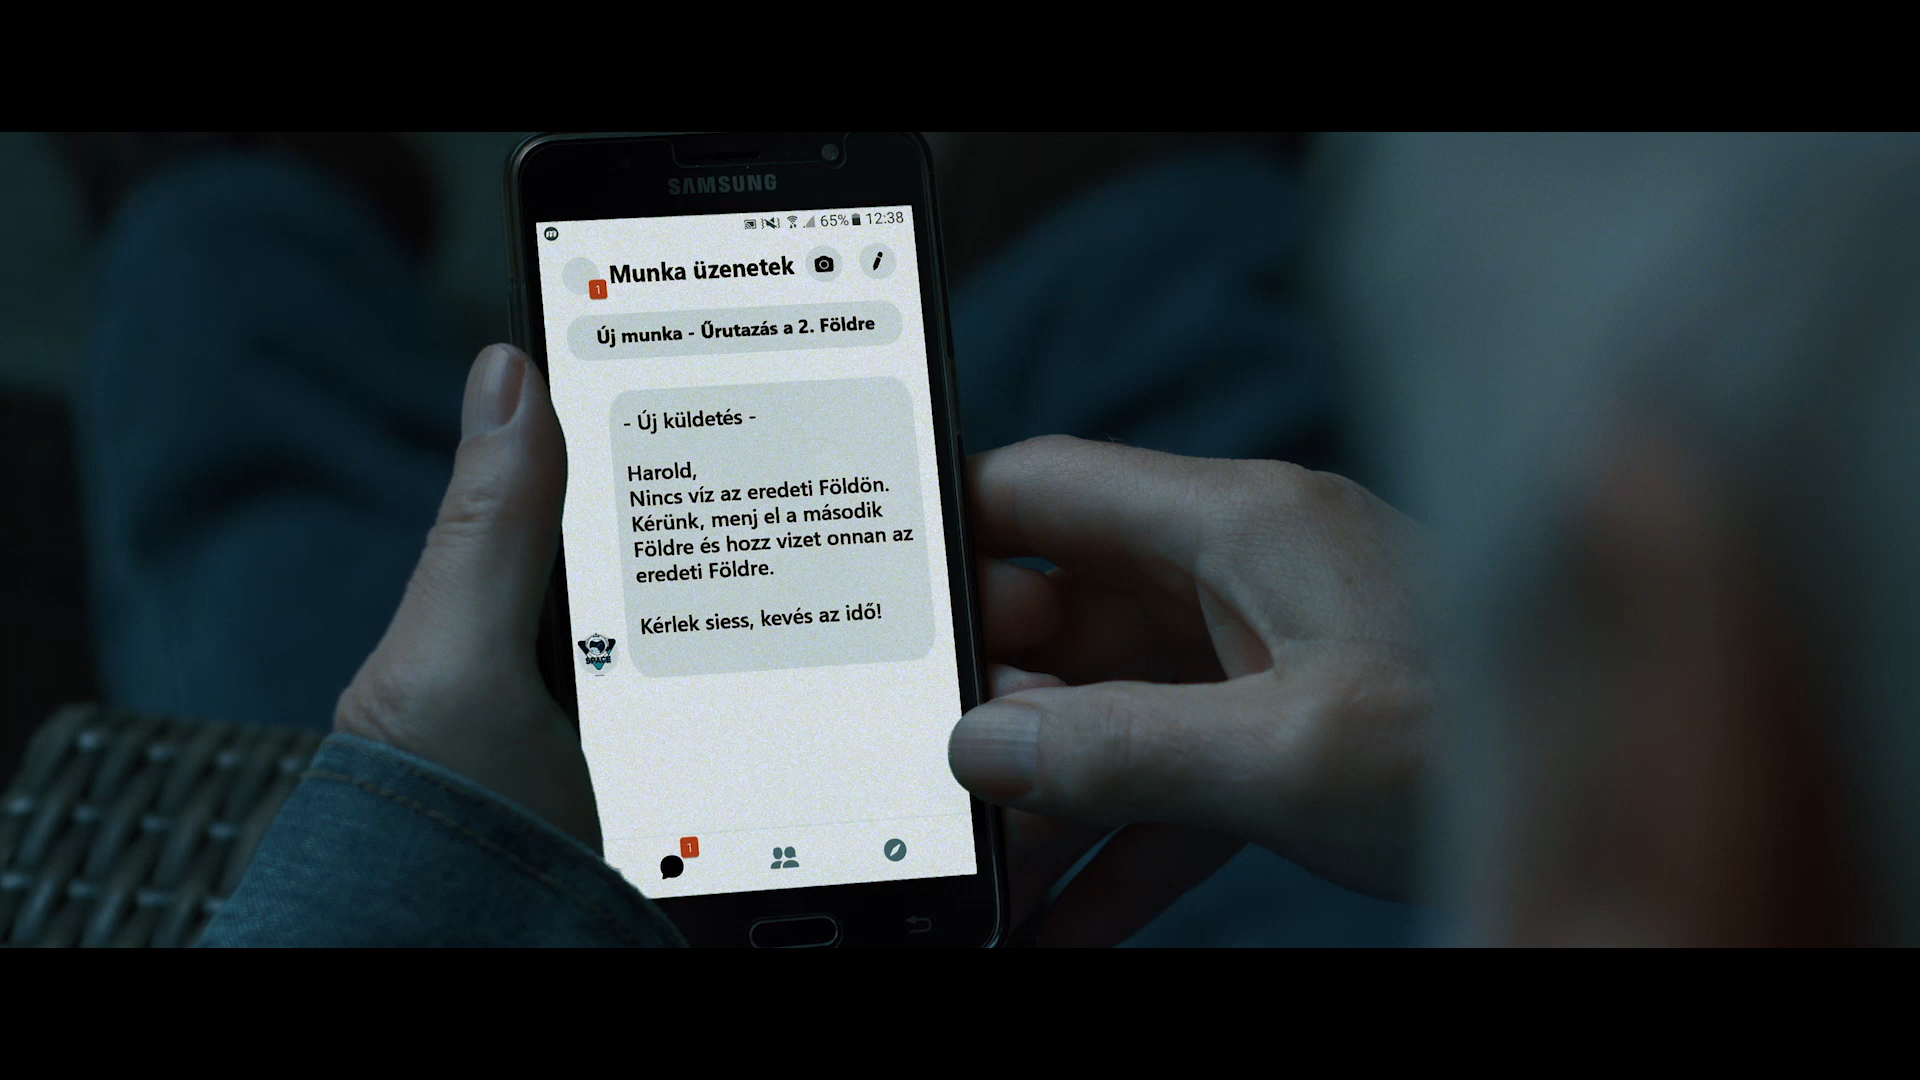 SAMSUNG
65% 12:38
Munka üzenetek
1
Új munka - Űrutazás a 2. Földre
- Új küldetés -
Harold,
Nincs víz az eredeti Földön.
Kérünk, menj el a második
Földre és hozz vizet onnan az
eredeti Földre.
Kérlek siess, kevés az idő!
SPACE
1